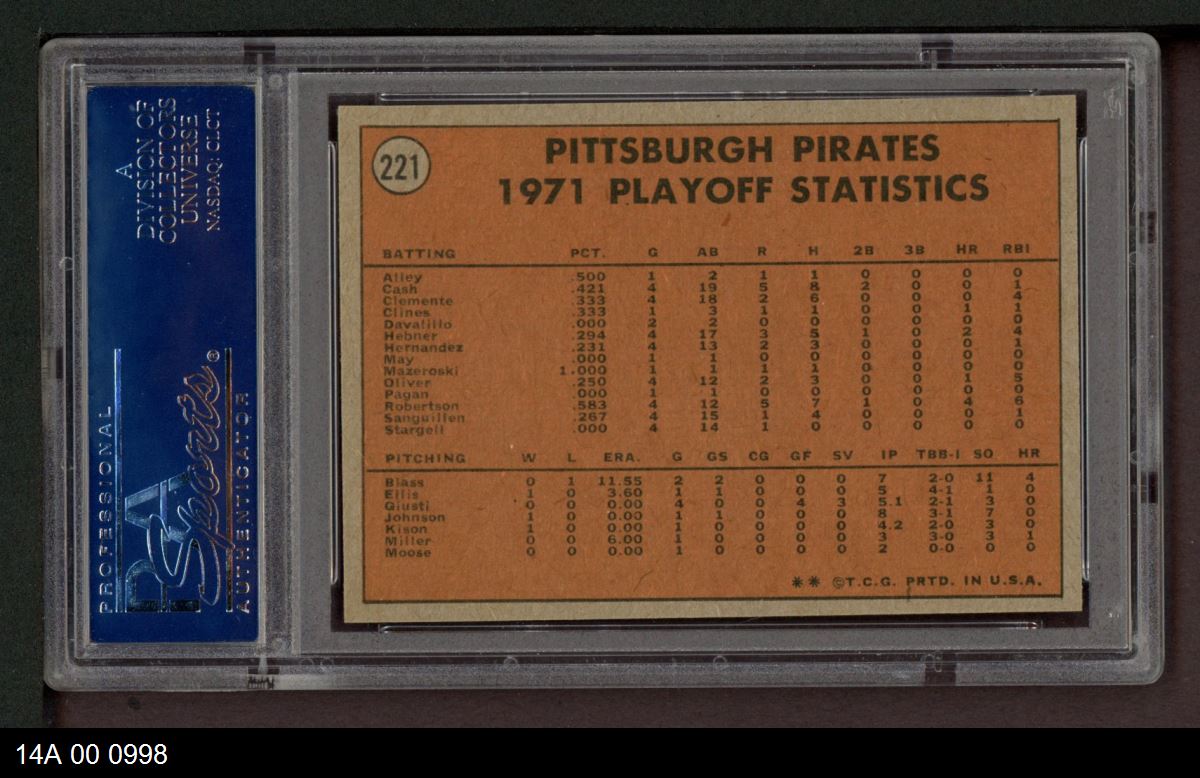 A
DIVISION OF
COLLECTORS
UNIVERSE
NASDAQ: CLCT
PROFESSIONAL
PSA
Sports®
AUTHENTICATOR
221
PITTSBURGH PIRATES
1971 PLAYOFF STATISTICS
BATTING PCT. G AB R H 2B 3B HR RBI
Alley .500 1 2 1 1 0 0 0 0
Cash .421 4 19 5 8 2 0 0 1
Clemente .333 4 18 2 6 0 0 0 4
Clines .333 1 3 1 1 0 0 1 1
Davalillo .000 2 2 0 0 0 0 0 0
Hebner .294 4 17 3 5 1 0 2 4
Hernandez .231 4 13 2 3 0 0 0 1
May .000 1 1 0 0 0 0 0 0
Mazeroski 1.000 1 1 1 1 0 0 0 0
Oliver .250 4 12 2 3 0 0 1 5
Pagan .000 1 1 0 0 0 0 0 0
Robertson .583 4 12 5 7 1 0 4 6
Sanguillen .267 4 15 1 4 0 0 0 1
Stargell .000 4 14 1 0 0 0 0 0
PITCHING W L ERA. G GS CG GF SV IP TBB-I SO HR
Blass 0 1 11.55 2 2 0 0 0 7 2-0 11 4
Ellis 1 0 3.60 1 1 0 0 0 5 4-1 1 0
Giusti 0 0 0.00 4 0 0 4 3 5.1 2-1 3 0
Johnson 1 0 0.00 1 1 0 0 0 8 3-1 7 0
Kison 1 0 0.00 1 0 0 0 0 4.2 2-0 3 0
Miller 0 0 6.00 1 0 0 0 0 3 3-0 3 1
Moose 0 0 0.00 1 0 0 0 0 2 0-0 0 0
** ©T.C.G. PRTD. IN U.S.A.
14A 00 0998